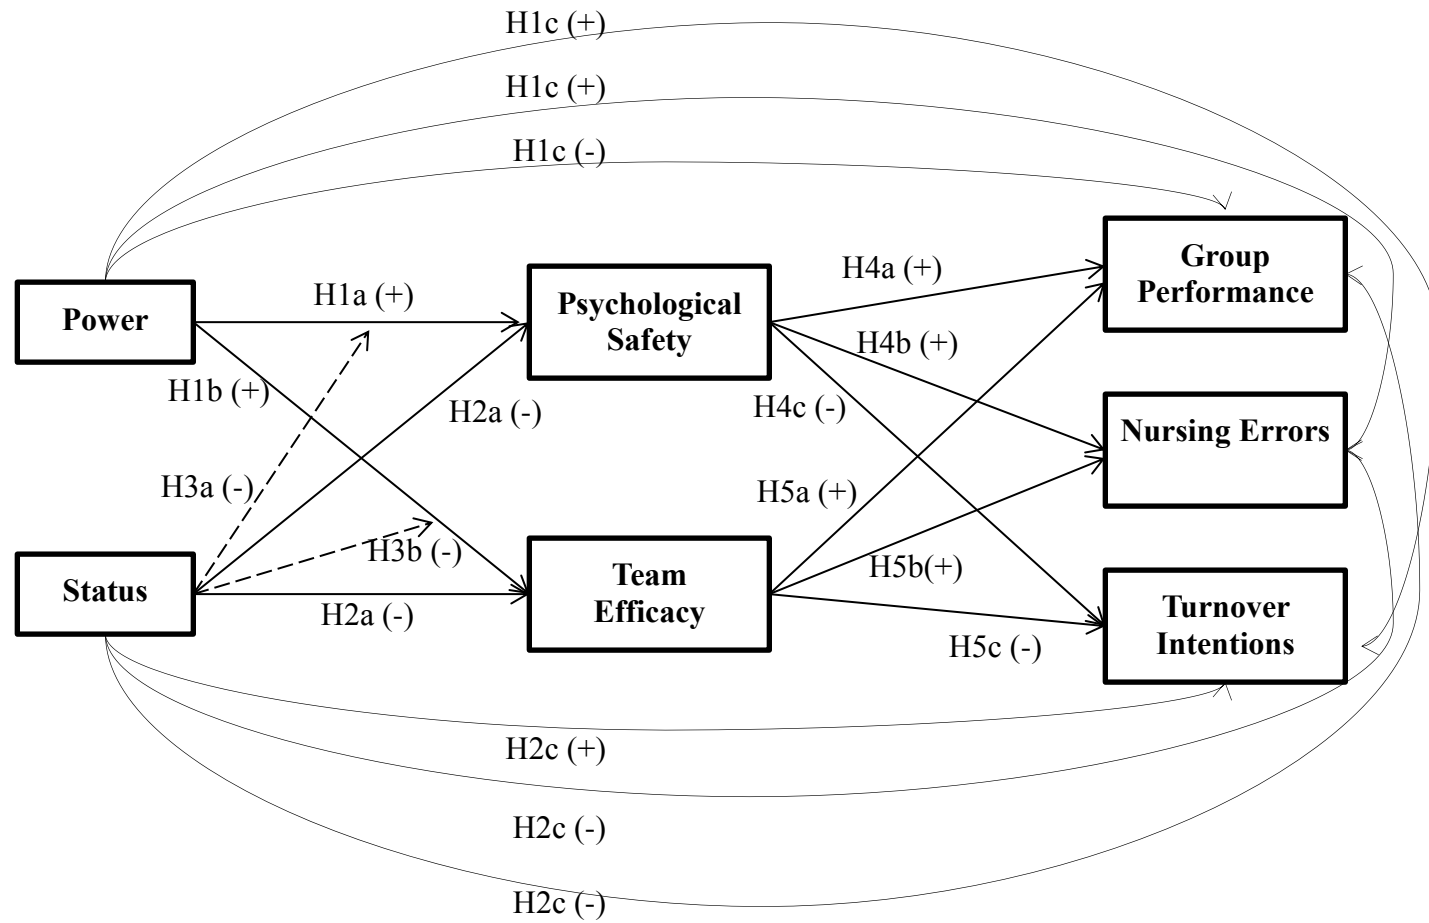 H1c (+)
H1c (+)
H1c (-)
Group
Performance
H4a (+)
H1a (+)
Psychological
Safety
Power
H4b (+)
H1b (+)
H2a (-)
H4c (-)
Nursing Errors
H3a (-)
H5a (+)
H3b (-)
H5b(+)
Team
Efficacy
Status
Turnover
Intentions
H2a (-)
H5c (-)
H2c (+)
H2c (-)
H2c (-)